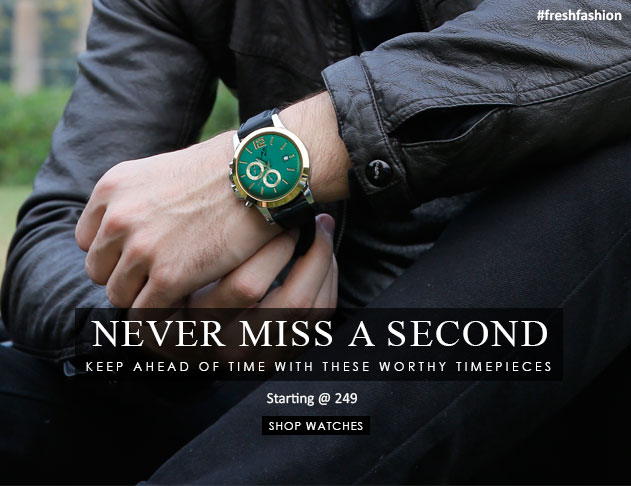 #freshfashion
NEVER MISS A SECOND
KEEP AHEAD OF TIME WITH THESE WORTHY TIMEPIECES
Starting @ 249
SHOP WATCHES